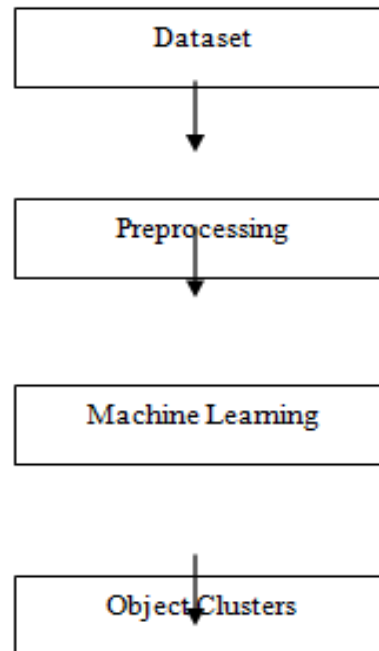 Dataset
Preprocessing
Machine Learning
Object Clusters